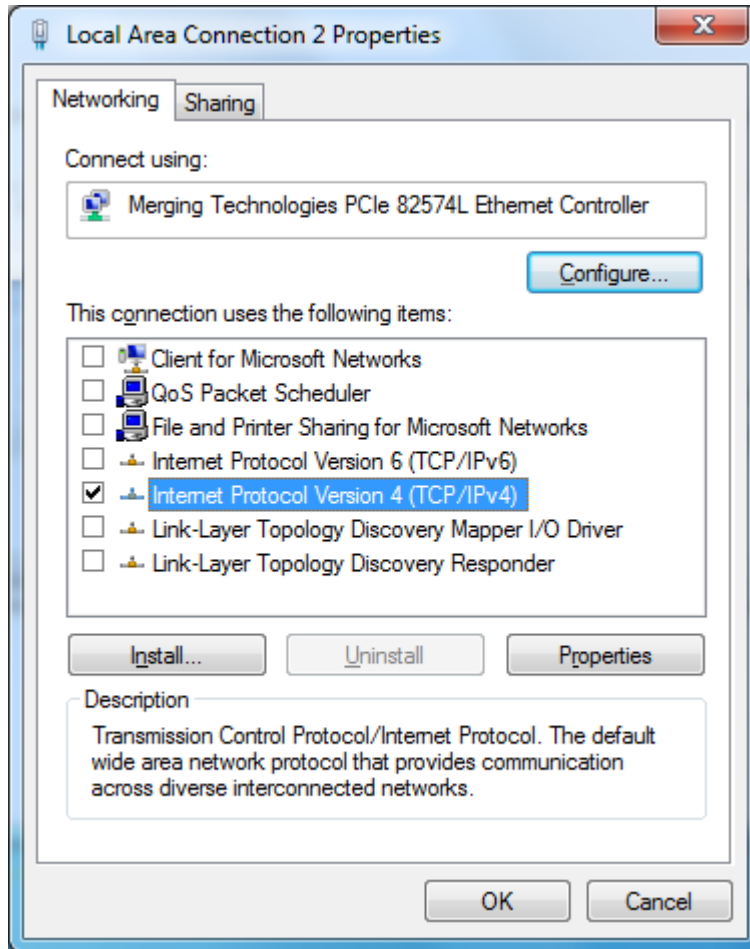 Local Area Connection 2 Properties
Networking
Sharing
Connect using:
Merging Technologies PCIe 82574L Ethernet Controller
Configure...
This connection uses the following items:
Client for Microsoft Networks
QoS Packet Scheduler
File and Printer Sharing for Microsoft Networks
Internet Protocol Version 6 (TCP/IPv6)
Internet Protocol Version 4 (TCP/IPv4)
Link-Layer Topology Discovery Mapper I/O Driver
Link-Layer Topology Discovery Responder
Install...
Uninstall
Properties
Description
Transmission Control Protocol/Internet Protocol. The default
wide area network protocol that provides communication
across diverse interconnected networks.
OK
Cancel